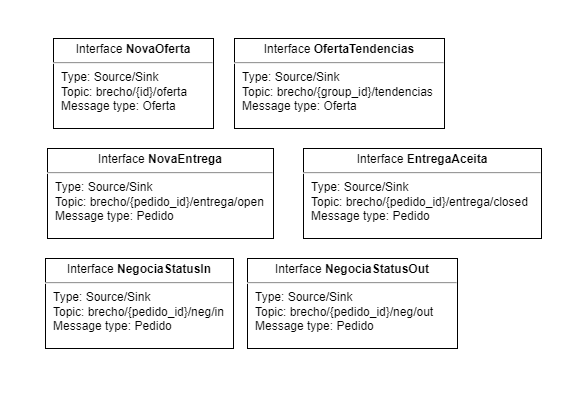 Interface NovaOferta
Type: Source/Sink
Topic: brecho/{id}/oferta
Message type: Oferta
Interface OfertaTendencias
Type: Source/Sink
Topic: brecho/{group_id}/tendencias
Message type: Oferta
Interface NovaEntrega
Type: Source/Sink
Topic: brecho/{pedido_id}/entrega/open
Message type: Pedido
Interface EntregaAceita
Type: Source/Sink
Topic: brecho/{pedido_id}/entrega/closed
Message type: Pedido
Interface NegociaStatusIn
Type: Source/Sink
Topic: brecho/{pedido_id}/neg/in
Message type: Pedido
Interface NegociaStatusOut
Type: Source/Sink
Topic: brecho/{pedido_id}/neg/out
Message type: Pedido